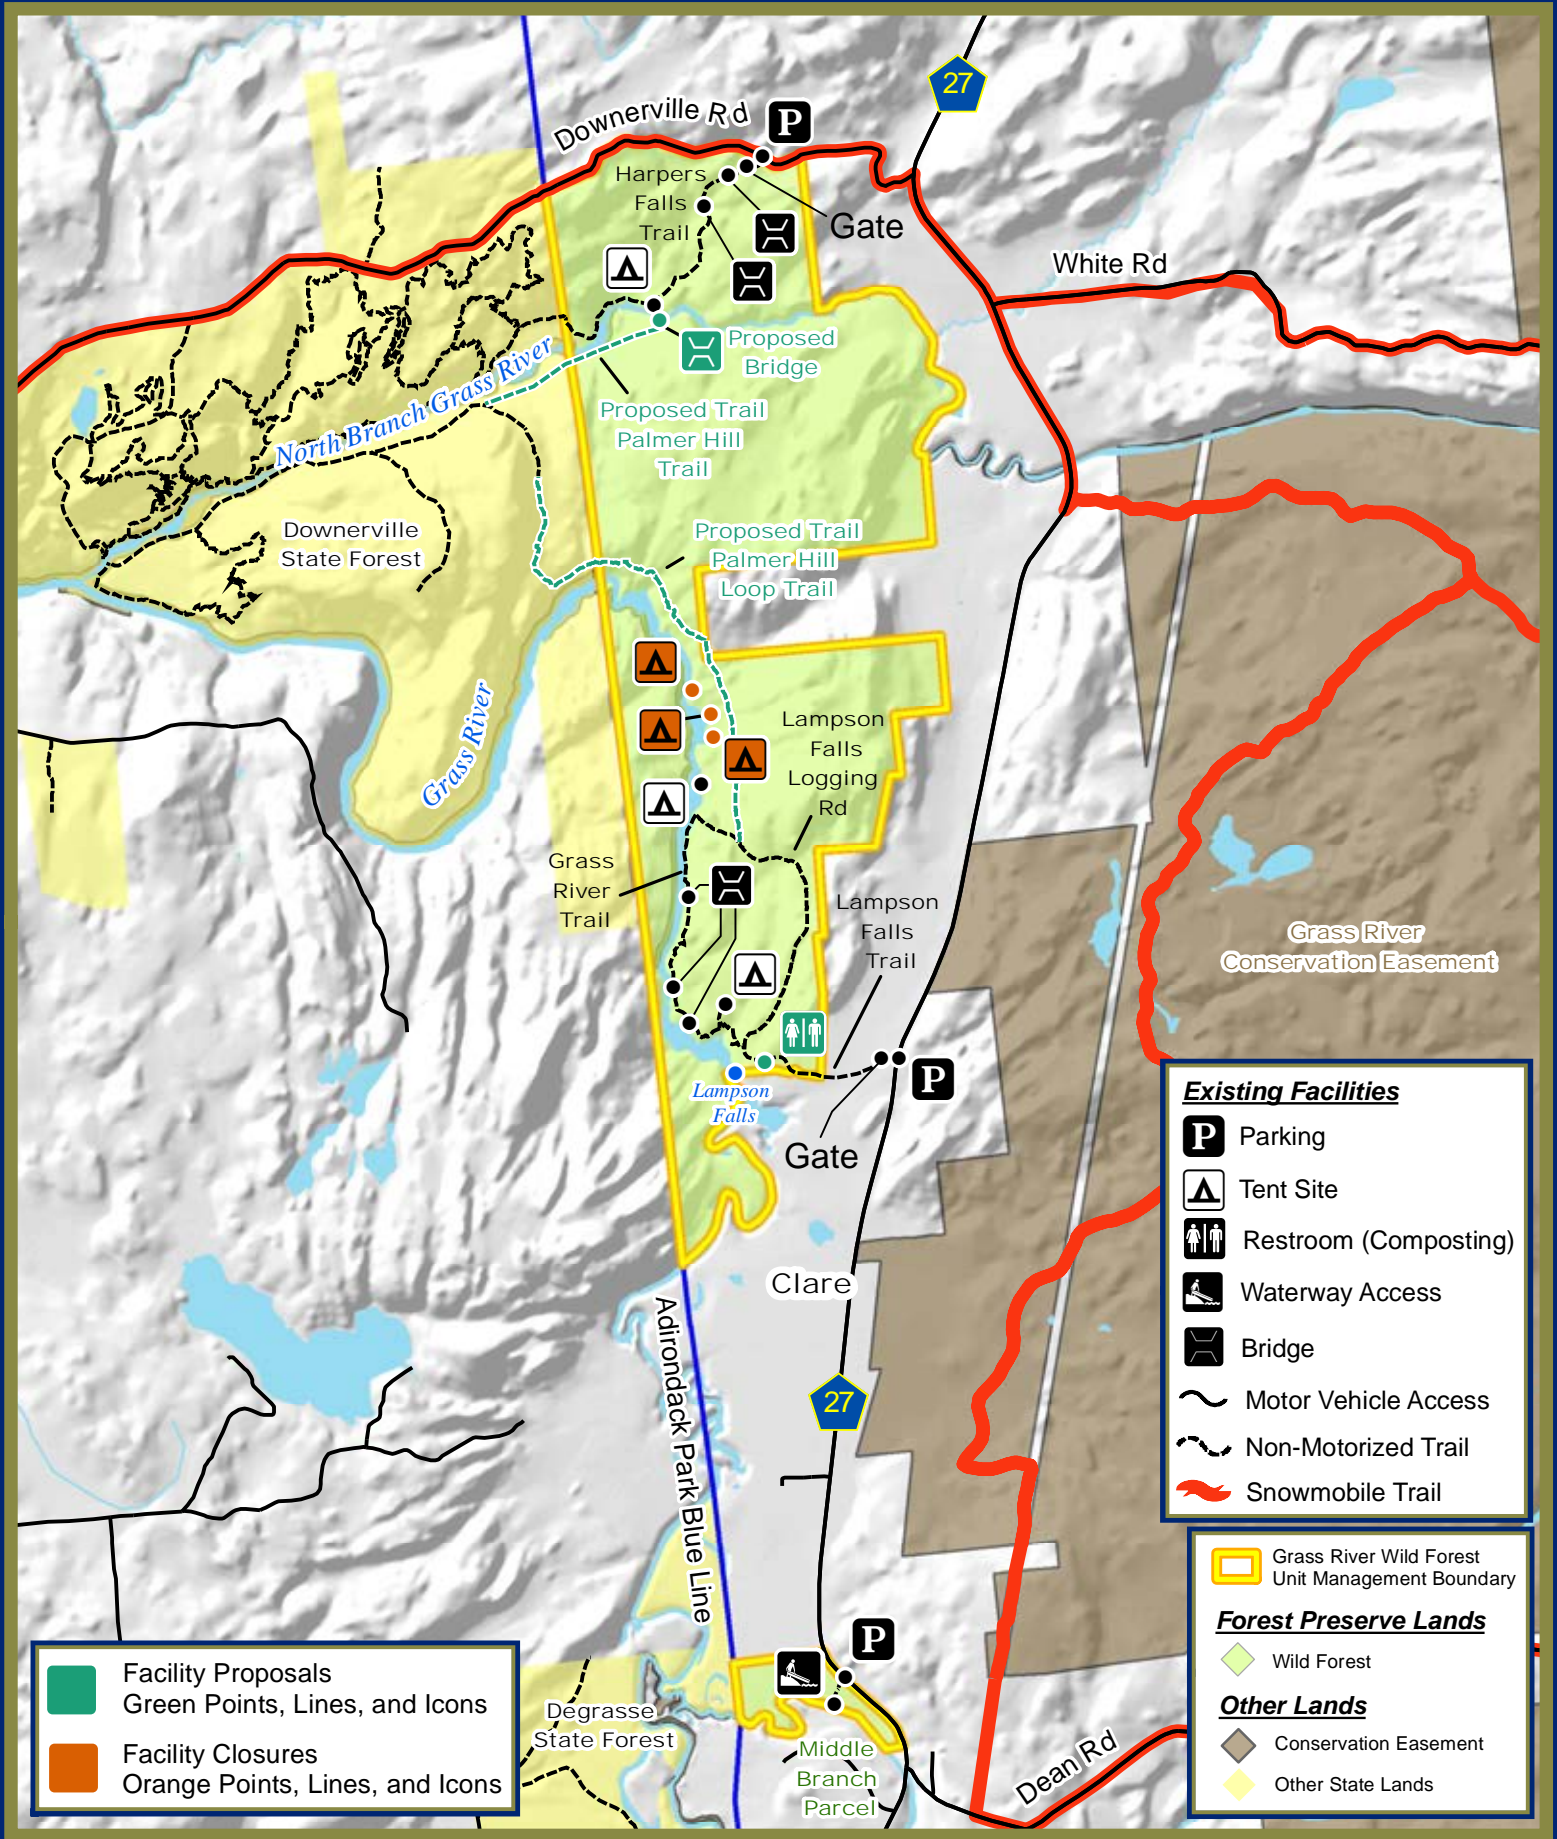 27
Downerville Rd
P
Harpers
Falls
Trail
Gate
White Rd
Proposed
Bridge
North Branch Grass River
Proposed Trail
Palmer Hill
Trail
Downerville
State Forest
Proposed Trail
Palmer Hill
Loop Trail
Grass River
Lampson
Falls
Logging
Rd
Grass
River
Trail
Lampson
Falls
Trail
Grass River
Conservation Easement
P
Lampson
Falls
Gate
Clare
Adirondack Park Blue Line
27
P
Degrasse
State Forest
Middle
Branch
Parcel
Dean Rd
Existing Facilities
P
Parking
Tent Site
Restroom (Composting)
Waterway Access
Bridge
Motor Vehicle Access
Non-Motorized Trail
Snowmobile Trail
Grass River Wild Forest
Unit Management Boundary
Forest Preserve Lands
Wild Forest
Other Lands
Conservation Easement
Other State Lands
Facility Proposals
Green Points, Lines, and Icons
Facility Closures
Orange Points, Lines, and Icons